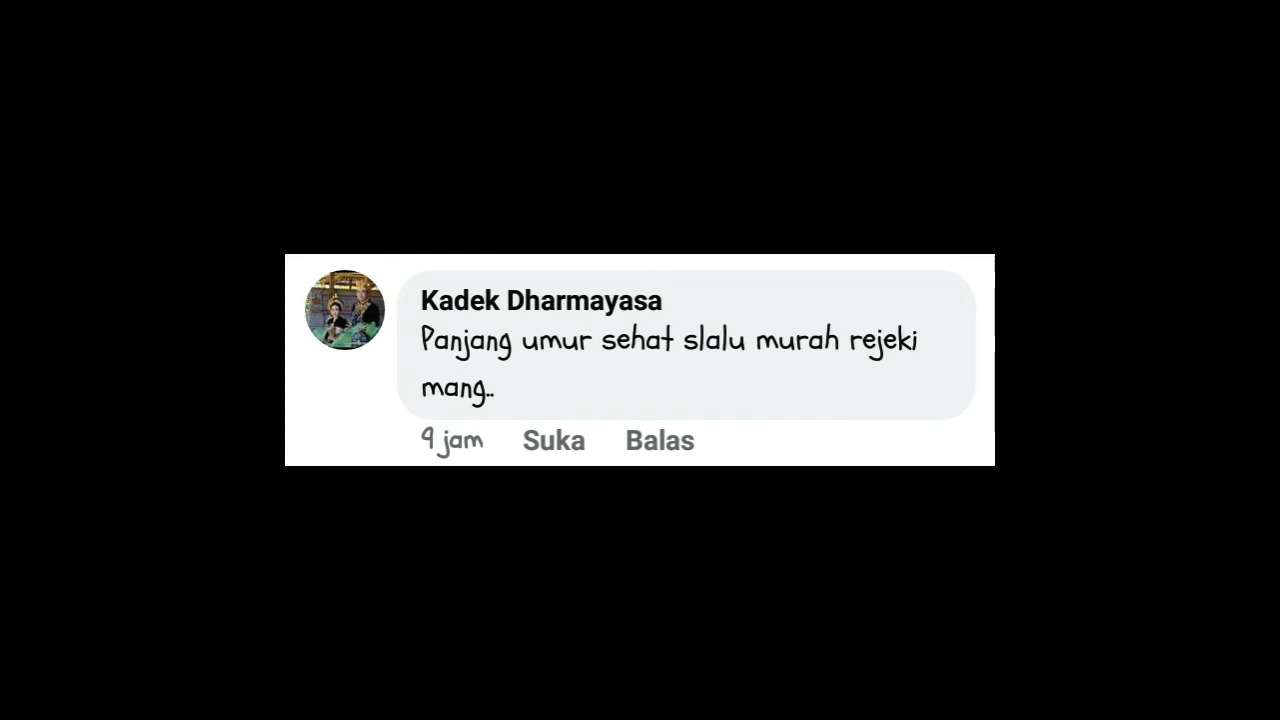 Kadek Dharmayasa
Panjang umur sehat slalu murah rejeki
mang..
9 jam Suka Balas